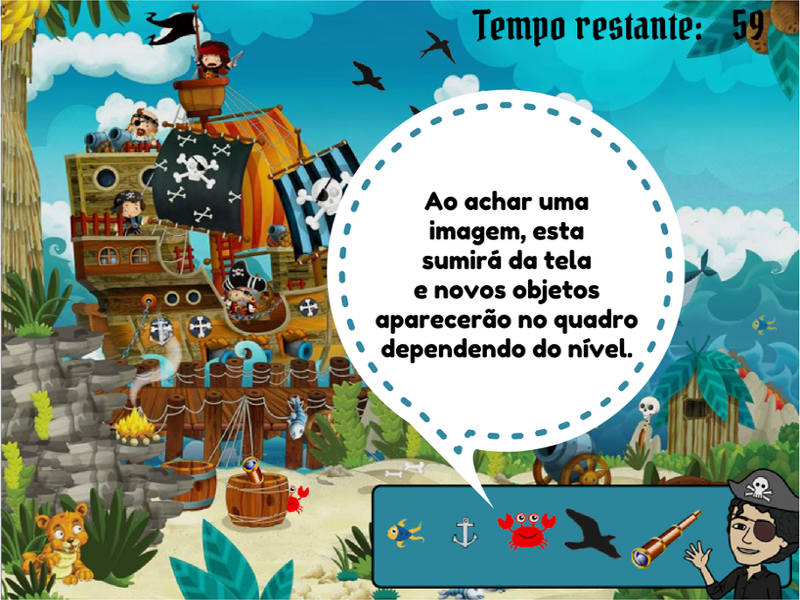 Tempo restante: 59
Ao achar uma
imagem, esta
sumirá da tela
e novos objetos
aparecerão no quadro
dependendo do nível.